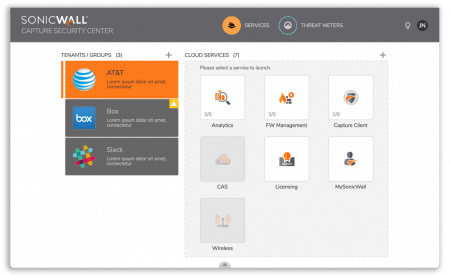 SONICWALL
CAPTURE SECURITY CENTER
SERVICES
THREAT METERS
JN
TENANTS / GROUPS (3)
AT&T
Lorem ipsum dolor sit amet,
consectetur
box
Box
Lorem ipsum dolor sit amet,
consectetur
Slack
Lorem ipsum dolor sit amet,
consectetur
CLOUD SERVICES (7)
Please select a service to launch.
3/6
Analytics
3/6
FW Management
2/6
Capture Client
CAS
Licensing
MySonicWall
Wireless